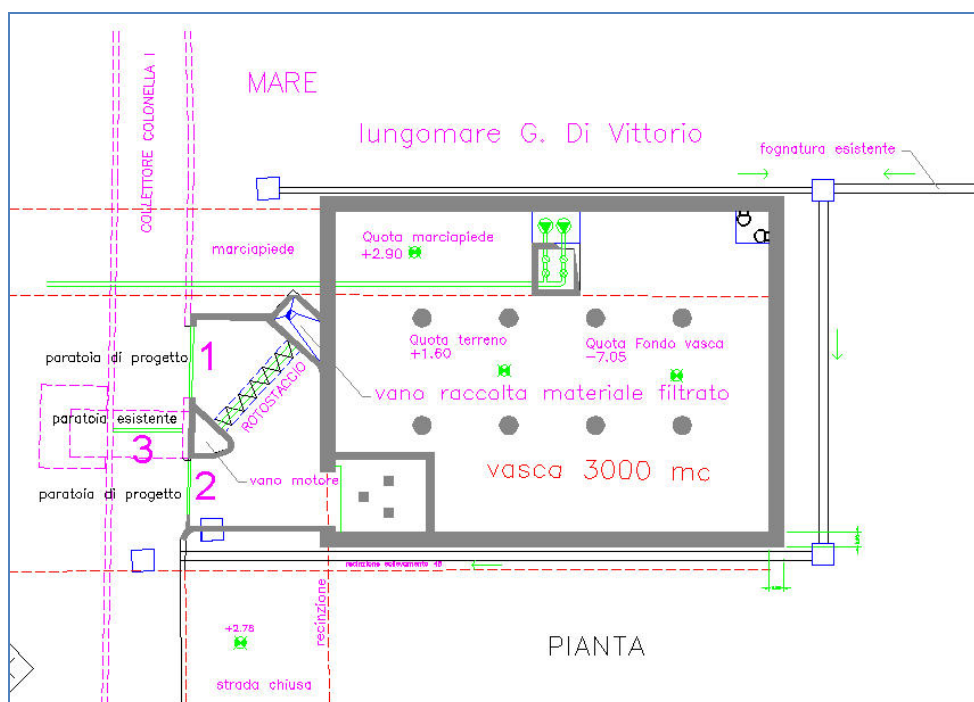 MARE
COLLETTORE COLONELLA I
lungomare G. Di Vittorio
fognatura esistente
marciapiede
Quota marciapiede
+2.90
paratoia di progetto
1
Quota terreno
+1.60
Quota Fondo vasca
-7.05
ROTOSTACCIO
vano raccolta materiale filtrato
paratoia esistente
3
vasca 3000 mc
vano motore
paratoia di progetto
2
recinzione
+2.78
strada chiusa
PIANTA